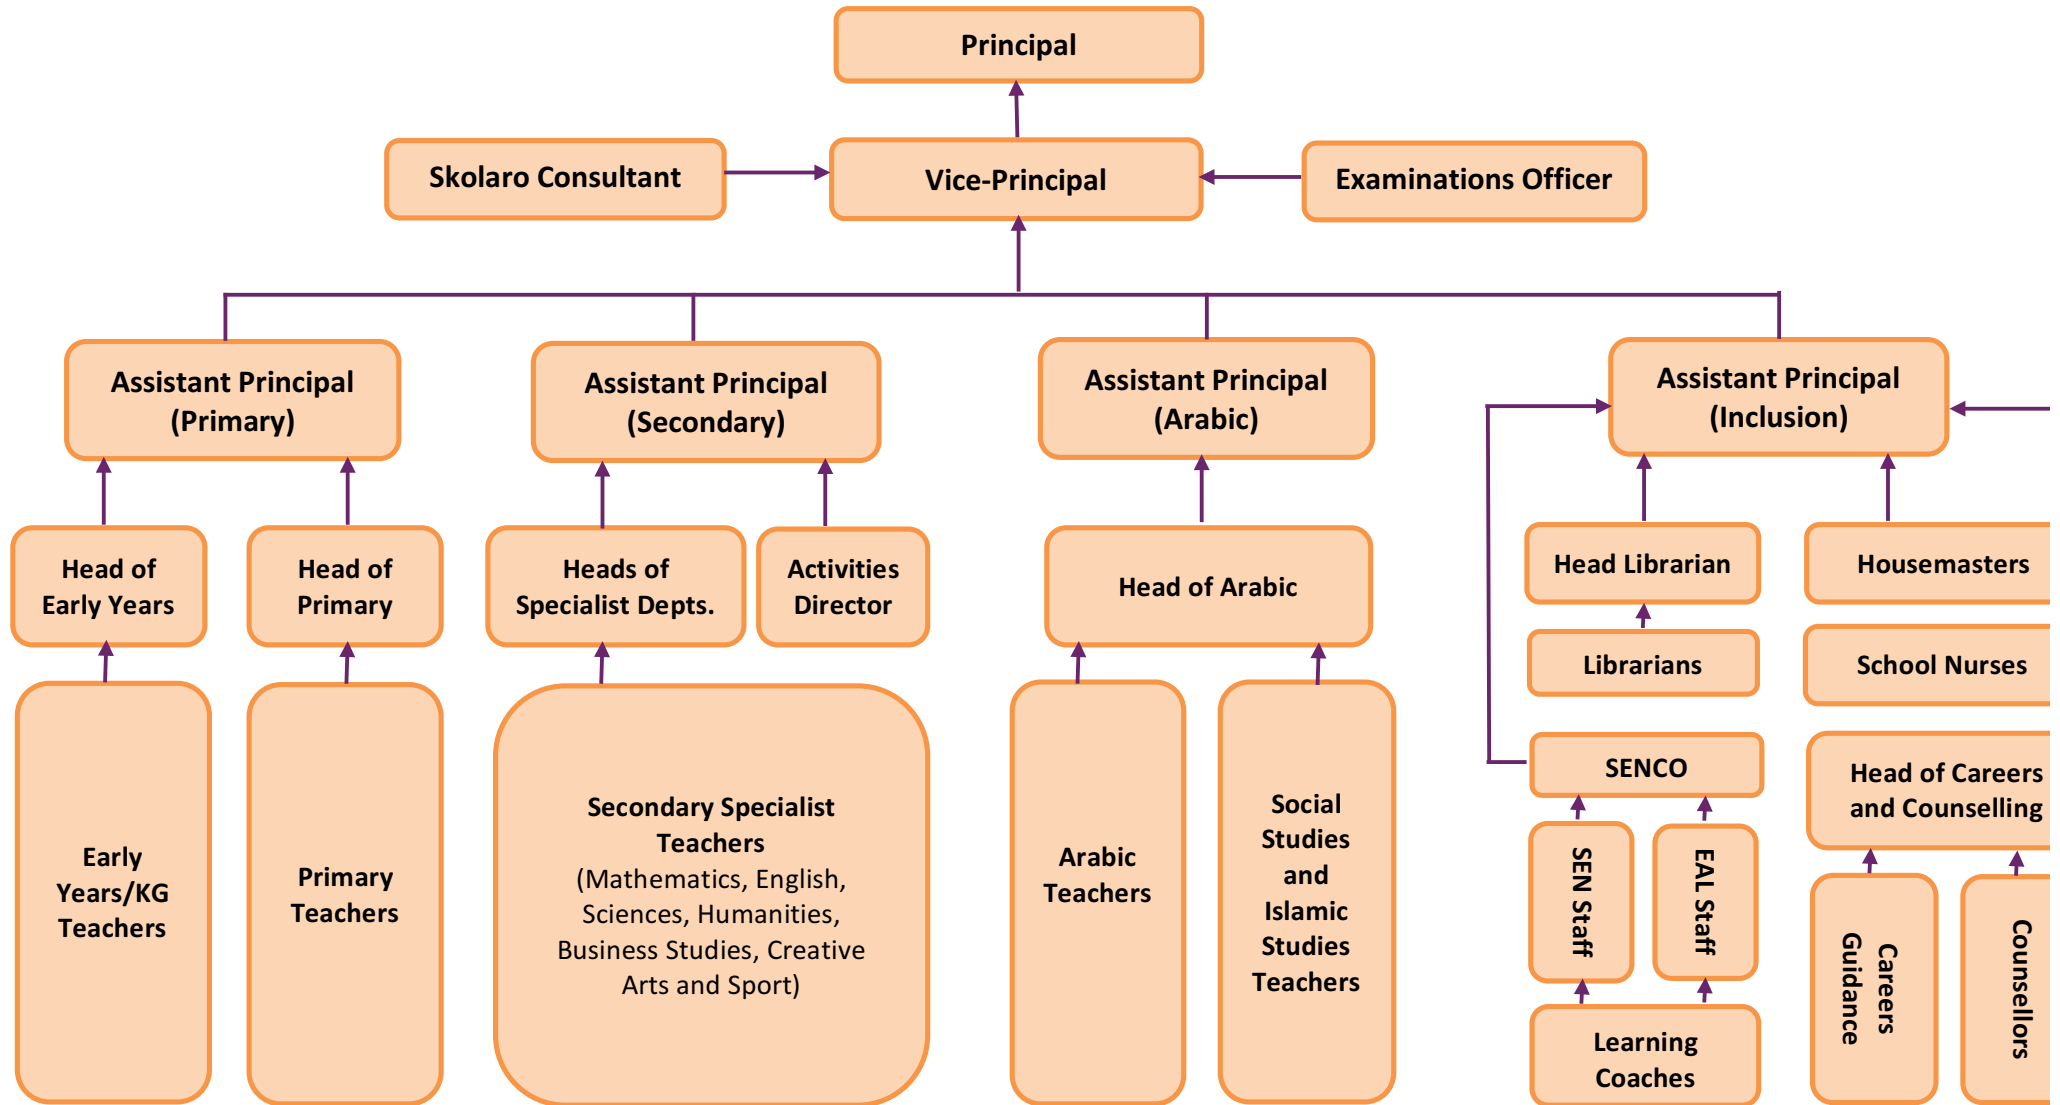 Principal
Skolaro Consultant
Vice-Principal
Examinations Officer
Assistant Principal
(Primary)
Assistant Principal
(Secondary)
Assistant Principal
(Arabic)
Assistant Principal
(Inclusion)
Head of
Early Years
Head of
Primary
Heads of
Specialist Depts.
Activities
Director
Head of Arabic
Head Librarian
Housemasters
Librarians
School Nurses
SENCO
Head of Careers
and Counselling
Early
Years/KG
Teachers
Primary
Teachers
Secondary Specialist
Teachers
(Mathematics, English,
Sciences, Humanities,
Business Studies, Creative
Arts and Sport)
Arabic
Teachers
Social
Studies
and
Islamic
Studies
Teachers
SEN Staff
EAL Staff
Careers
Guidance
Counsellors
Learning
Coaches